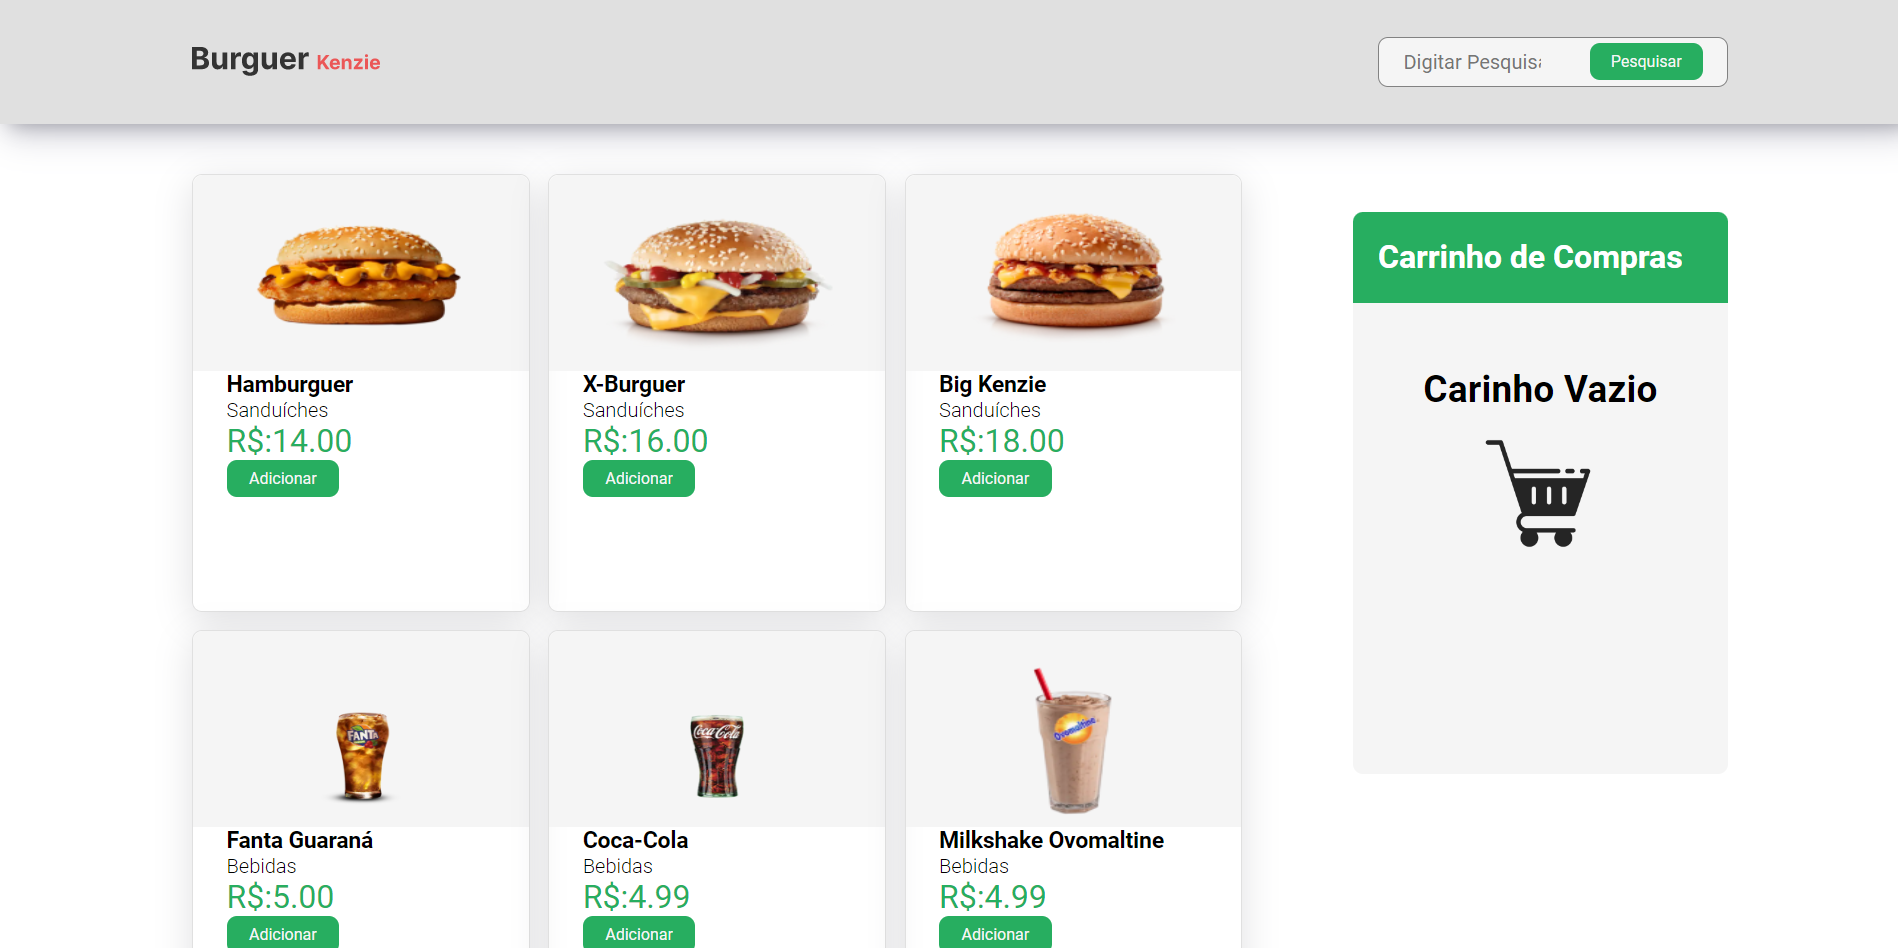 Burguer Kenzie
Digitar Pesquisa
Pesquisar
Hamburguer
Sanduíches
R$:14.00
Adicionar
X-Burguer
Sanduíches
R$:16.00
Adicionar
Big Kenzie
Sanduíches
R$:18.00
Adicionar
Carrinho de Compras
Carinho Vazio
FANTA
Fanta Guaraná
Bebidas
R$:5.00
Adicionar
Coca-Cola
Coca-Cola
Bebidas
R$:4.99
Adicionar
Ovomaltine
Milkshake Ovomaltine
Bebidas
R$:4.99
Adicionar